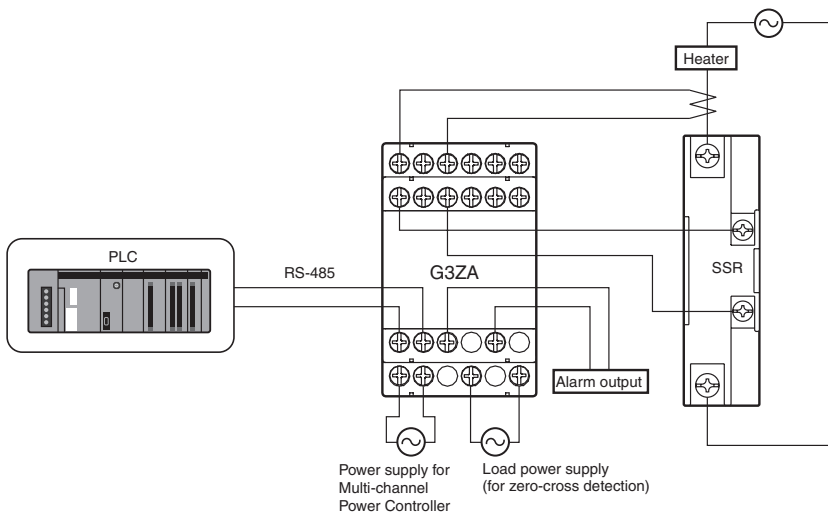 Heater
PLC
RS-485
G3ZA
SSR
Alarm output
Power supply for
Multi-channel
Power Controller
Load power supply
(for zero-cross detection)